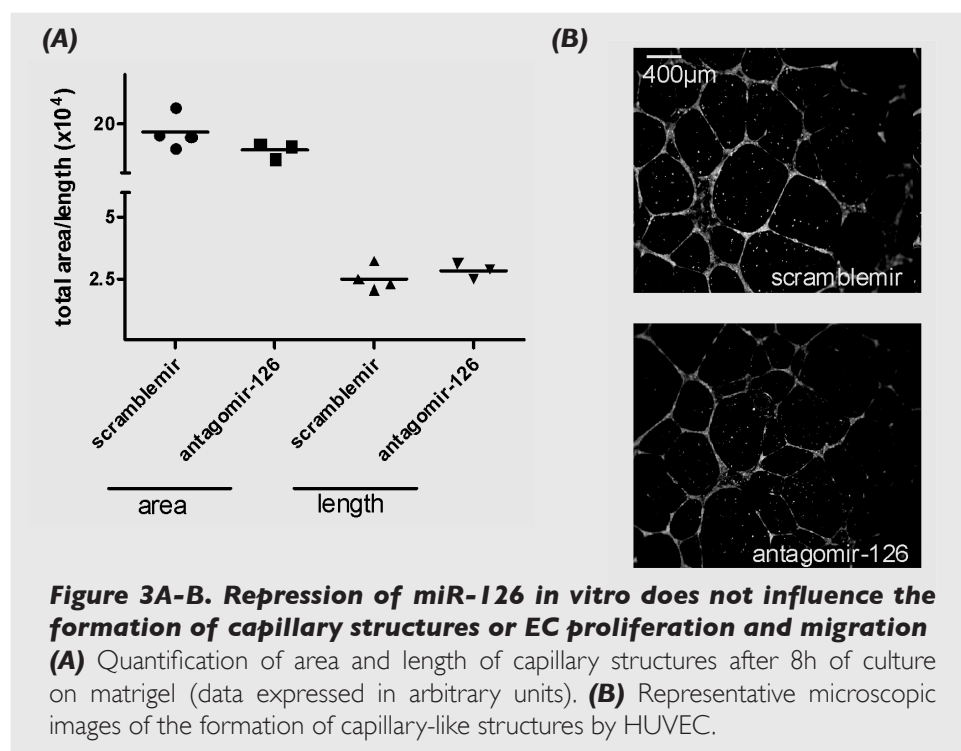 (A)
total area/length (x10⁴)
20
5
2.5
scramblemir
antagomir-126
scramblemir
antagomir-126
area
length
(B)
400µm
scramblemir
antagomir-126
Figure 3A-B. Repression of miR-126 in vitro does not influence the
formation of capillary structures or EC proliferation and migration
(A) Quantification of area and length of capillary structures after 8h of culture
on matrigel (data expressed in arbitrary units). (B) Representative microscopic
images of the formation of capillary-like structures by HUVEC.